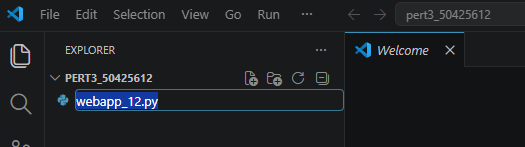 File Edit Selection View Go Run ··· pert3_50425612
EXPLORER ··· Welcome
PERT3_50425612
webapp_12.py